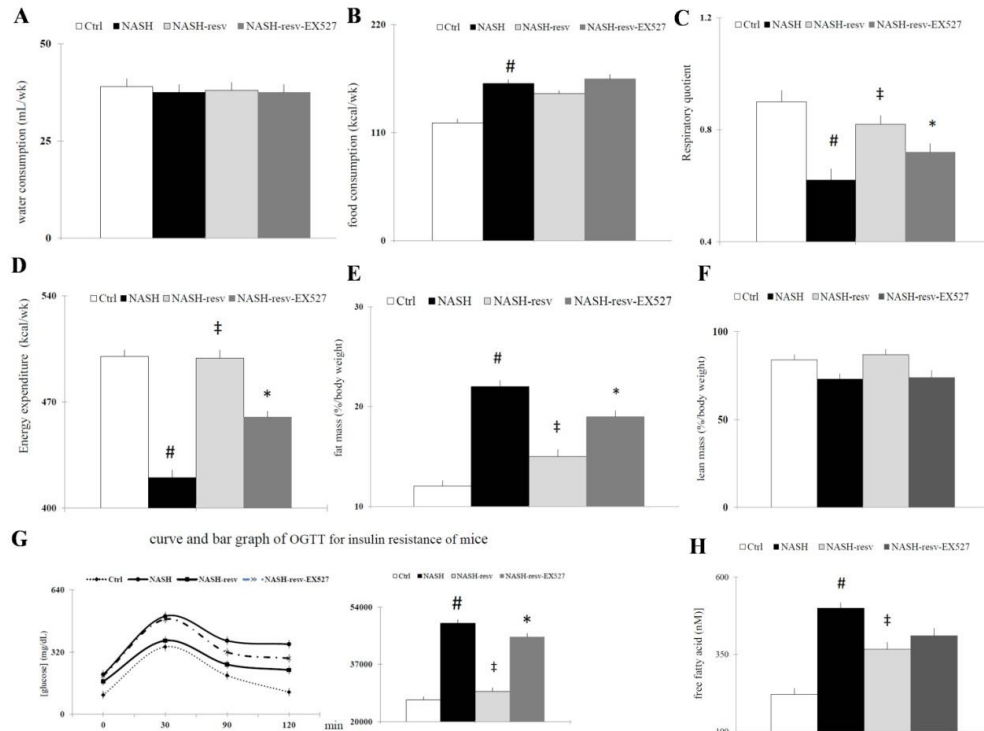 A
Ctrl NASH NASH-resv NASH-resv-EX527
50
25
0
water consumption (mL/wk)
B
Ctrl NASH NASH-resv NASH-resv-EX527
220
110
0
food consumption (kcal/wk)
#
C
Ctrl NASH NASH-resv NASH-resv-EX527
1.2
0.8
0.4
Respiratory quotient
#
‡
*
D
Ctrl NASH NASH-resv NASH-resv-EX527
540
470
400
Energy expenditure (kcal/wk)
#
‡
*
E
Ctrl NASH NASH-resv NASH-resv-EX527
30
20
10
fat mass (%/body weight)
#
‡
*
F
Ctrl NASH NASH-resv NASH-resv-EX527
100
50
0
lean mass (%/body weight)
G
curve and bar graph of OGTT for insulin resistance of mice
Ctrl NASH NASH-resv NASH-resv-EX527
640
320
0
[glucose] (mg/dL)
0 30 90 120 min
Ctrl NASH NASH-resv NASH-resv-EX527
54000
37000
20000
#
‡
*
H
Ctrl NASH NASH-resv NASH-resv-EX527
600
350
100
free fatty acid (nM)]
#
‡